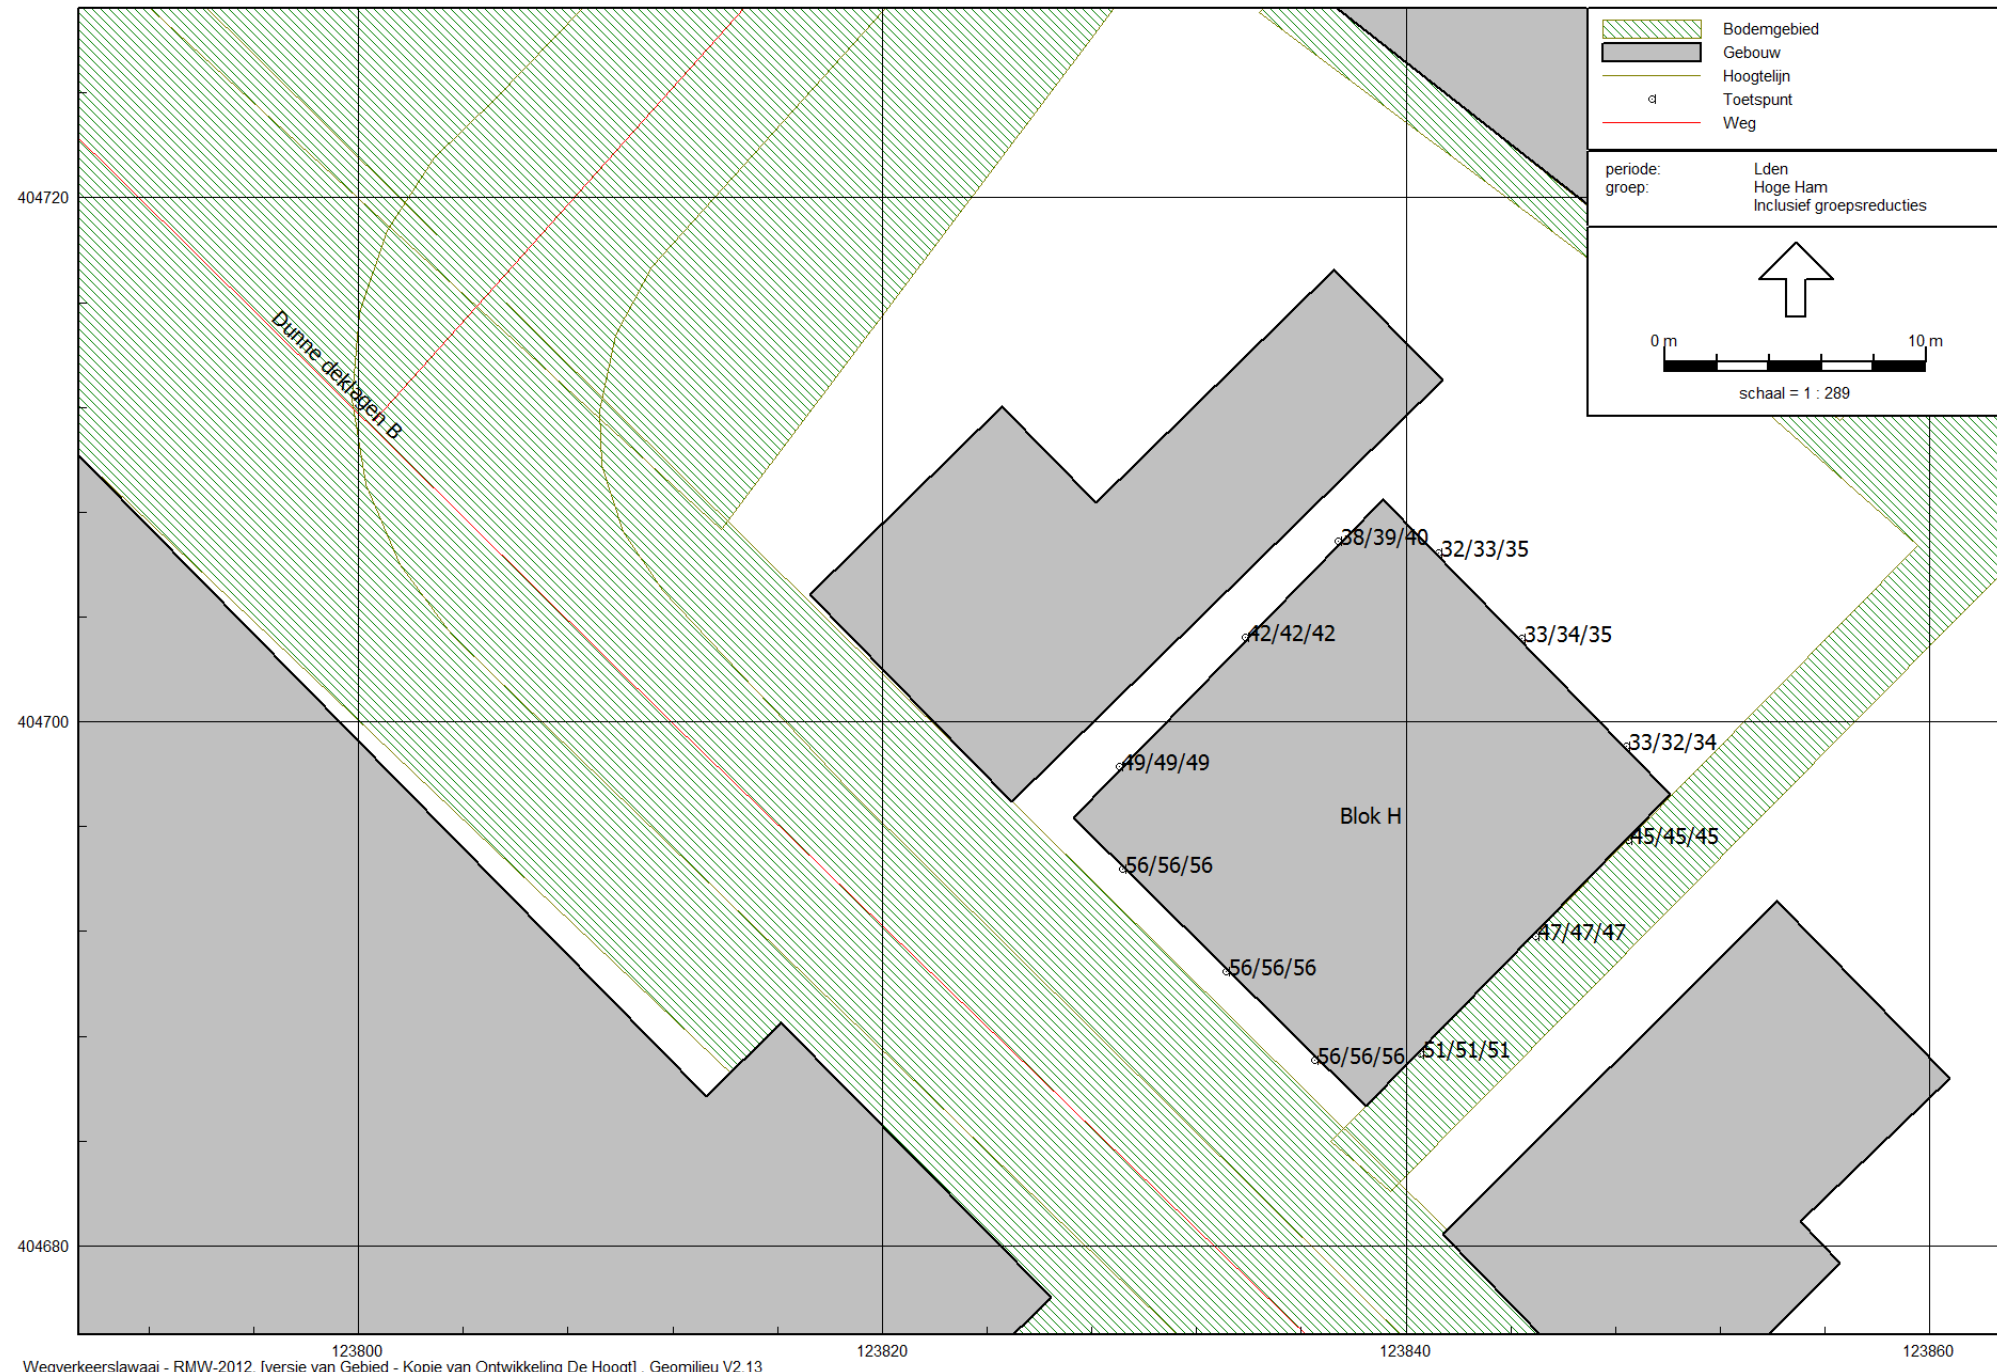 Bodemgebied
Gebouw
Hoogtelijn
Toetspunt
Weg
periode: Lden
groep: Hoge Ham
Inclusief groepsreducties
0 m 10 m
schaal = 1 : 289
404720
Dunne deklagen B
38/39/40
32/33/35
42/42/42
33/34/35
404700
33/32/34
49/49/49
Blok H
45/45/45
56/56/56
47/47/47
56/56/56
51/51/51
56/56/56
404680
123800 123820 123840 123860
Wegverkeerslawaai - RMW-2012, [versie van Gebied - Kopie van Ontwikkeling De Hoogt] , Geomilieu V2.13